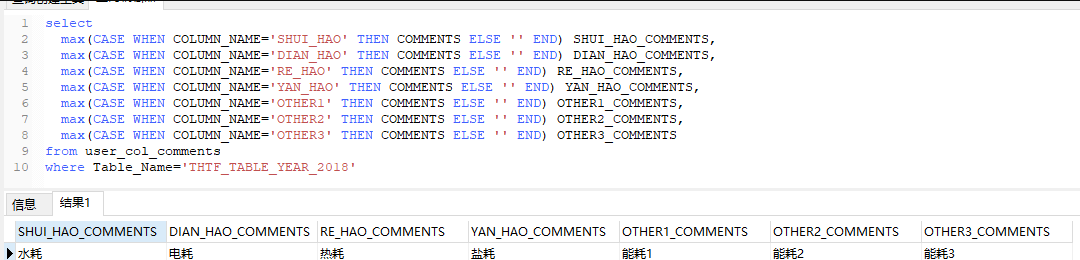 1 select
2 max(CASE WHEN COLUMN_NAME='SHUI_HAO' THEN COMMENTS ELSE '' END) SHUI_HAO_COMMENTS,
3 max(CASE WHEN COLUMN_NAME='DIAN_HAO' THEN COMMENTS ELSE '' END) DIAN_HAO_COMMENTS,
4 max(CASE WHEN COLUMN_NAME='RE_HAO' THEN COMMENTS ELSE '' END) RE_HAO_COMMENTS,
5 max(CASE WHEN COLUMN_NAME='YAN_HAO' THEN COMMENTS ELSE '' END) YAN_HAO_COMMENTS,
6 max(CASE WHEN COLUMN_NAME='OTHER1' THEN COMMENTS ELSE '' END) OTHER1_COMMENTS,
7 max(CASE WHEN COLUMN_NAME='OTHER2' THEN COMMENTS ELSE '' END) OTHER2_COMMENTS,
8 max(CASE WHEN COLUMN_NAME='OTHER3' THEN COMMENTS ELSE '' END) OTHER3_COMMENTS
9 from user_col_comments
10 where Table_Name='THTF_TABLE_YEAR_2018'
信息 结果1
SHUI_HAO_COMMENTS DIAN_HAO_COMMENTS RE_HAO_COMMENTS YAN_HAO_COMMENTS OTHER1_COMMENTS OTHER2_COMMENTS OTHER3_COMMENTS
水耗 电耗 热耗 盐耗 能耗1 能耗2 能耗3